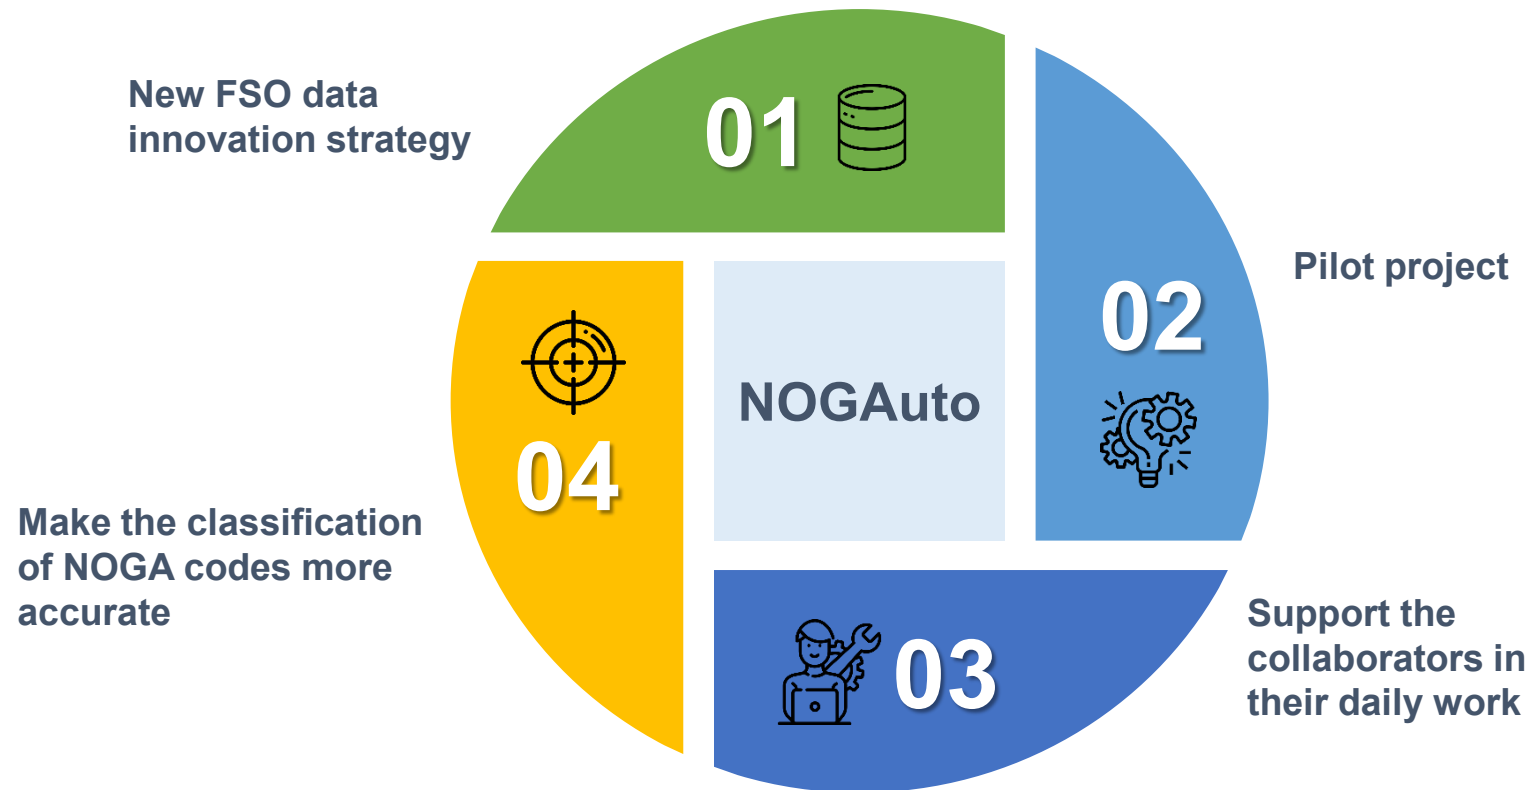 New FSO data
innovation strategy
01
02
Pilot project
NOGAuto
04
Make the classification
of NOGA codes more
accurate
03
Support the
collaborators in
their daily work